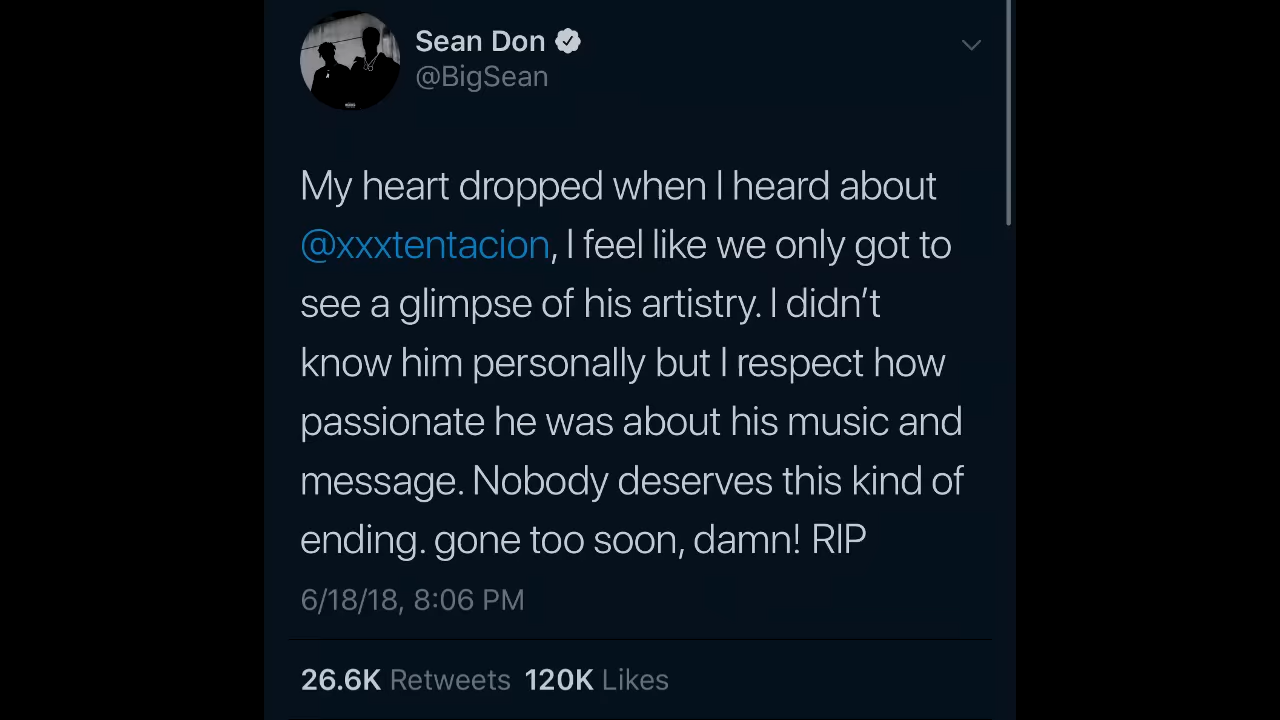 Sean Don
@BigSean
My heart dropped when I heard about
@xxxtentacion, I feel like we only got to
see a glimpse of his artistry. I didn't
know him personally but I respect how
passionate he was about his music and
message. Nobody deserves this kind of
ending. gone too soon, damn! RIP
6/18/18, 8:06 PM
26.6K Retweets 120K Likes